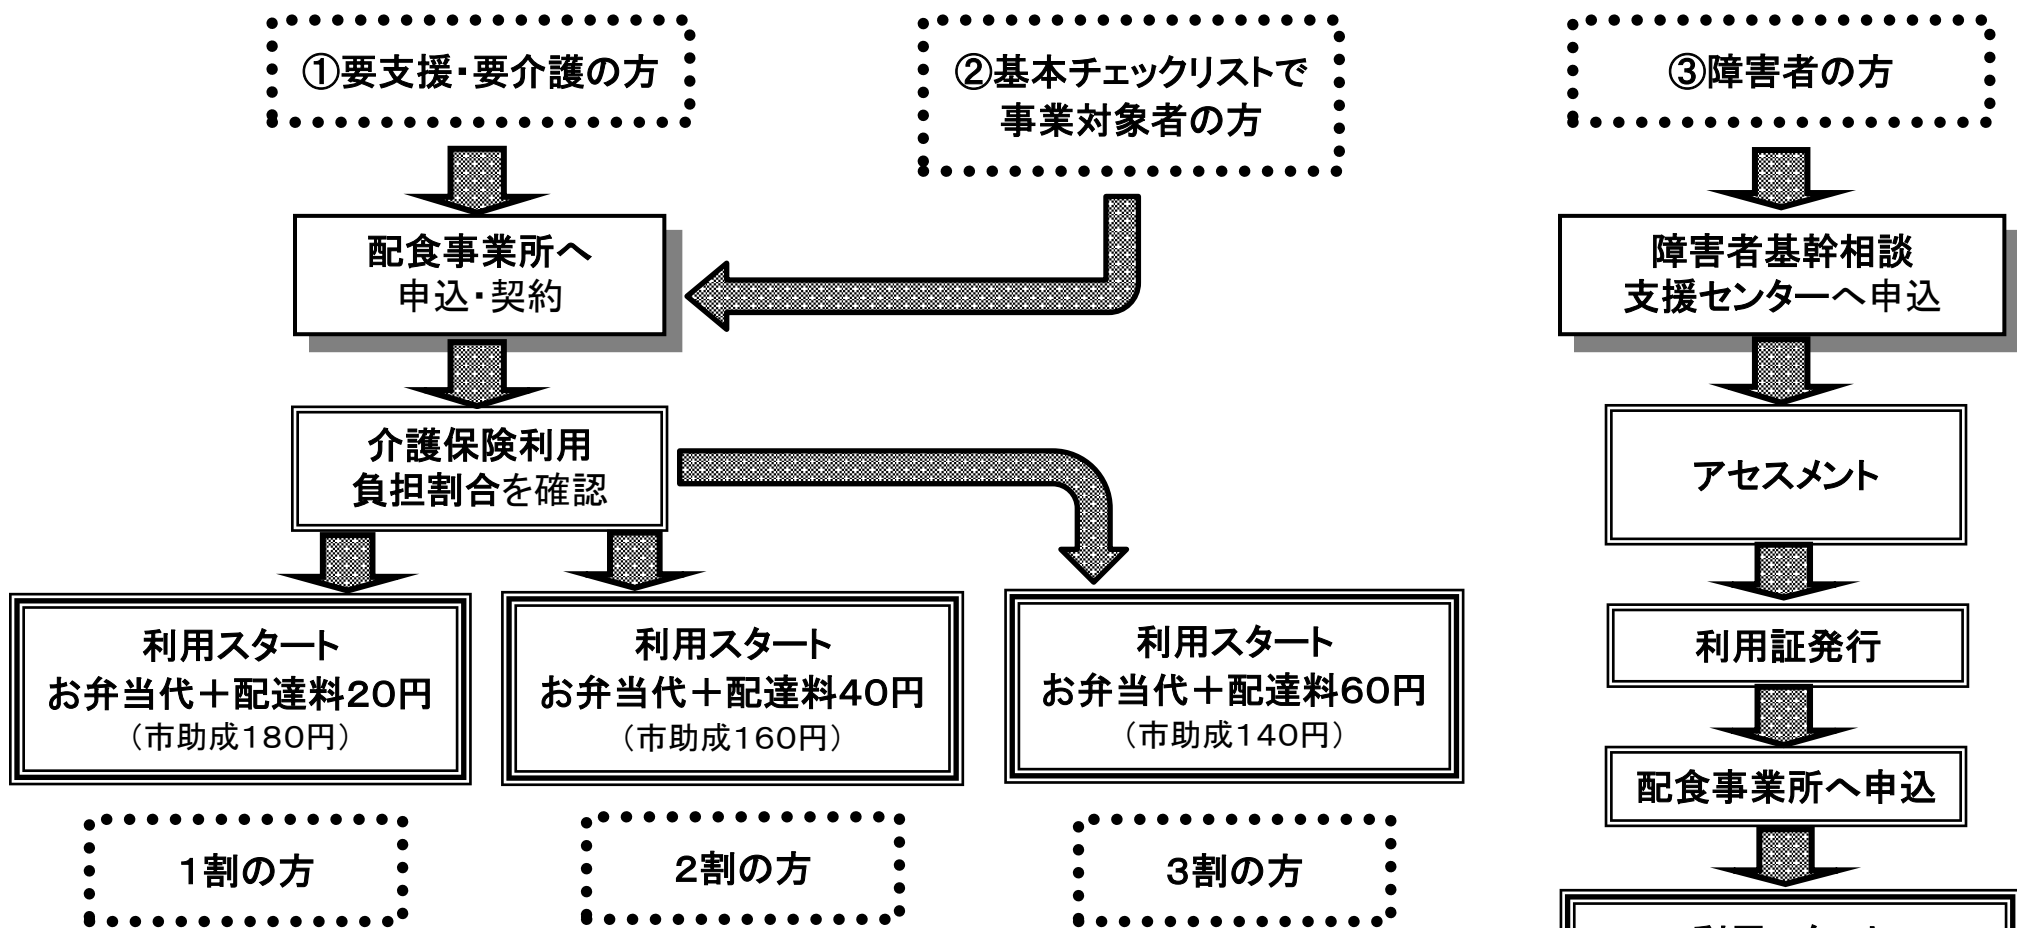 ①要支援・要介護の方
②基本チェックリストで
事業対象者の方
③障害者の方
配食事業所へ
申込・契約
障害者基幹相談
支援センターへ申込
介護保険利用
負担割合を確認
アセスメント
利用スタート
お弁当代＋配達料20円
（市助成180円）
利用スタート
お弁当代＋配達料40円
（市助成160円）
利用スタート
お弁当代＋配達料60円
（市助成140円）
利用証発行
配食事業所へ申込
1割の方
2割の方
3割の方